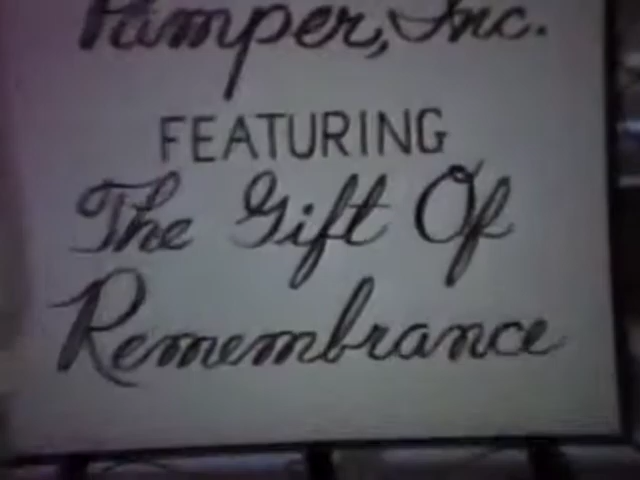 Pamper, Inc.
FEATURING
The Gift Of
Remembrance